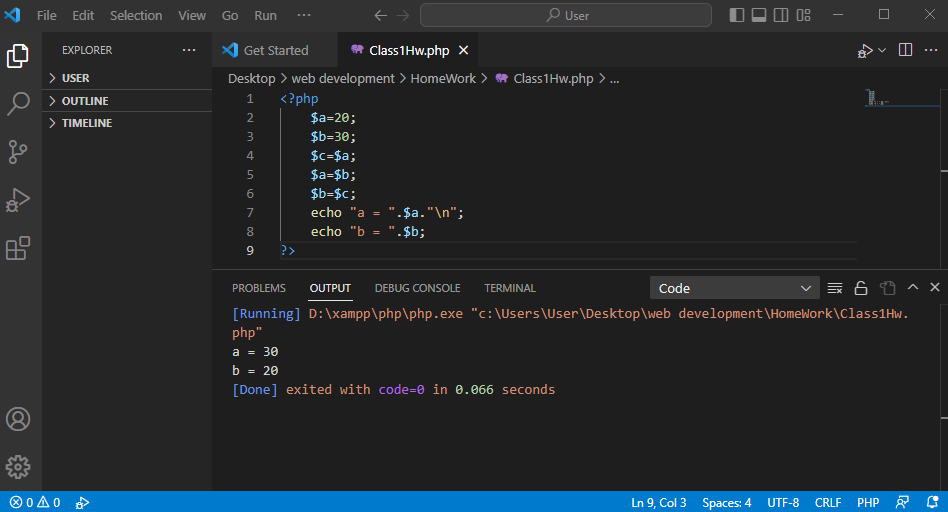 File Edit Selection View Go Run ··· User
EXPLORER ···
USER
OUTLINE
TIMELINE
Get Started Class1Hw.php
Desktop > web development > HomeWork > Class1Hw.php > ...
1 <?php
2 $a=20;
3 $b=30;
4 $c=$a;
5 $a=$b;
6 $b=$c;
7 echo "a = ".$a."\n";
8 echo "b = ".$b;
9 ?>
PROBLEMS OUTPUT DEBUG CONSOLE TERMINAL Code
[Running] D:\xampp\php\php.exe "c:\Users\User\Desktop\web development\HomeWork\Class1Hw.
php"
a = 30
b = 20
[Done] exited with code=0 in 0.066 seconds
0 0 Ln 9, Col 3 Spaces: 4 UTF-8 CRLF PHP